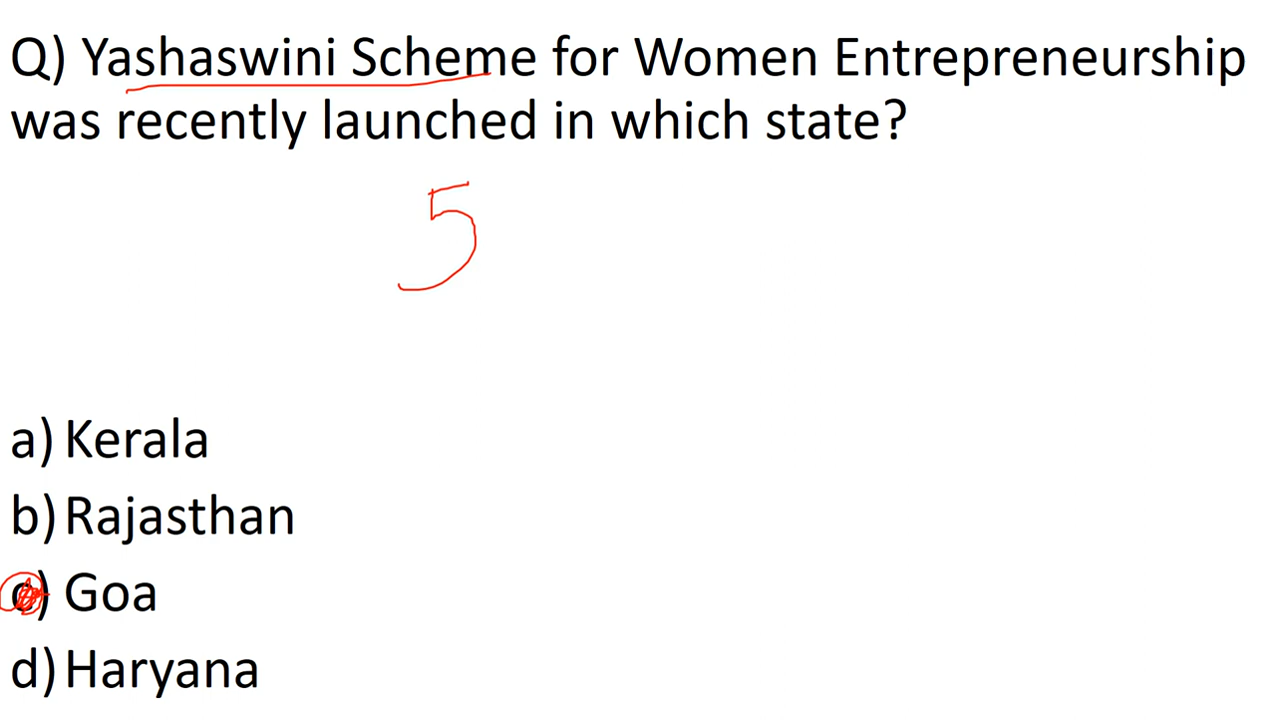 Q) Yashaswini Scheme for Women Entrepreneurship
was recently launched in which state?
5
a) Kerala
b) Rajasthan
c) Goa
d) Haryana